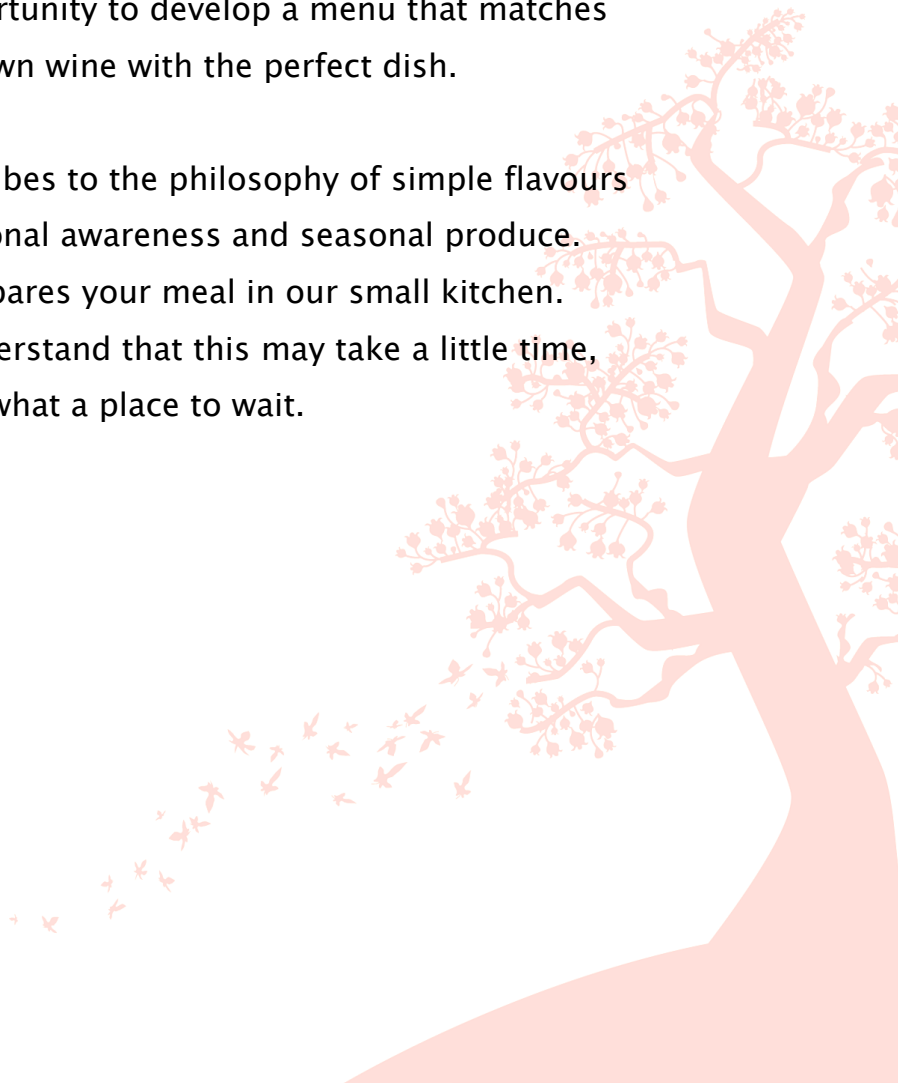 rtunity to develop a menu that matches
wn wine with the perfect dish.
bes to the philosophy of simple flavours
onal awareness and seasonal produce.
pares your meal in our small kitchen.
erstand that this may take a little time,
what a place to wait.